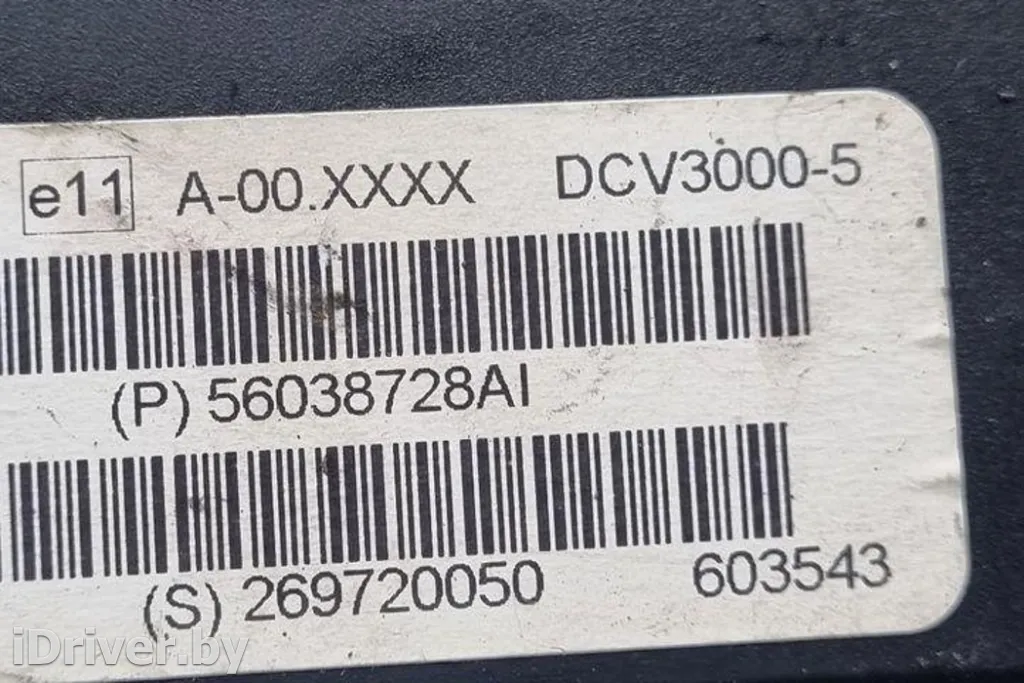 e11 A-00.XXXX DCV3000-5
(P) 56038728AI
(S) 269720050 603543
iDriver.by